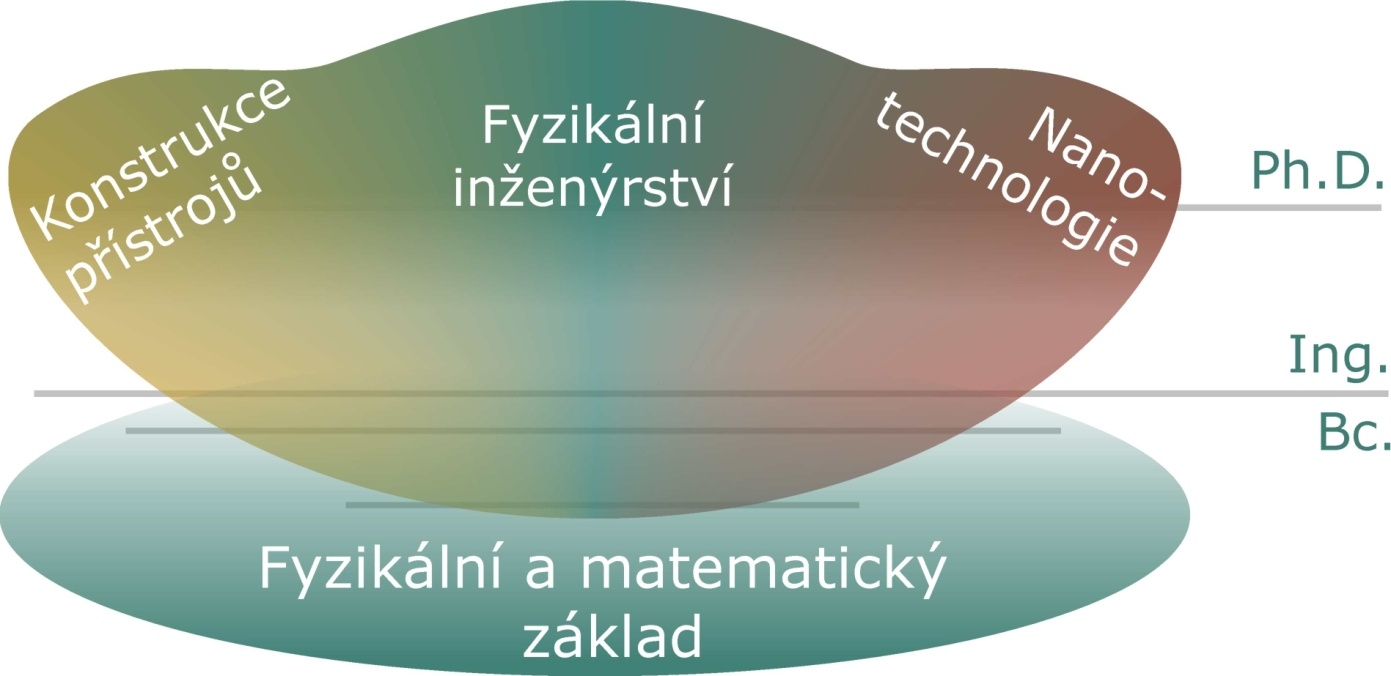 Konstrukce
přístrojů
Fyzikální
inženýrství
Nano-
technologie
Ph.D.
Ing.
Bc.
Fyzikální a matematický
základ